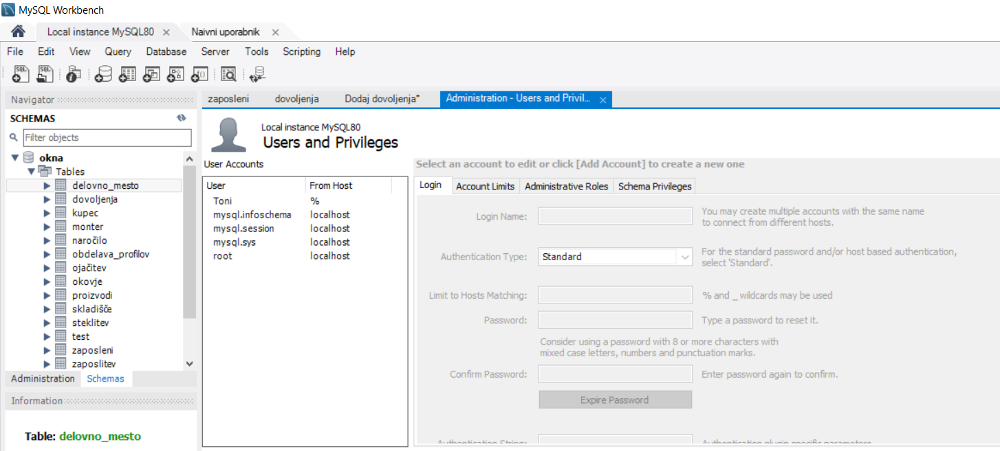 MySQL Workbench
Local instance MySQL80
Naivni uporabnik
File Edit View Query Database Server Tools Scripting Help
SQL SQL
Navigator
SCHEMAS
Filter objects
okna
Tables
delovno_mesto
dovoljenja
kupec
monter
naročilo
obdelava_profilov
ojačitev
okovje
proizvodi
skladišče
steklitev
test
zaposleni
zaposlitev
Administration Schemas
Information
Table: delovno_mesto
zaposleni dovoljenja Dodaj dovoljenja* Administration - Users and Privil...
Local instance MySQL80
Users and Privileges
User Accounts
User From Host
Toni %
mysql.infoschema localhost
mysql.session localhost
mysql.sys localhost
root localhost
Select an account to edit or click [Add Account] to create a new one
Login Account Limits Administrative Roles Schema Privileges
Login Name: You may create multiple accounts with the same name
to connect from different hosts.
Authentication Type: Standard For the standard password and/or host based authentication,
select 'Standard'.
Limit to Hosts Matching: % and _ wildcards may be used
Password: Type a password to reset it.
Consider using a password with 8 or more characters with
mixed case letters, numbers and punctuation marks.
Confirm Password: Enter password again to confirm.
Expire Password
Authentication String: Authentication plugin specific parameters.